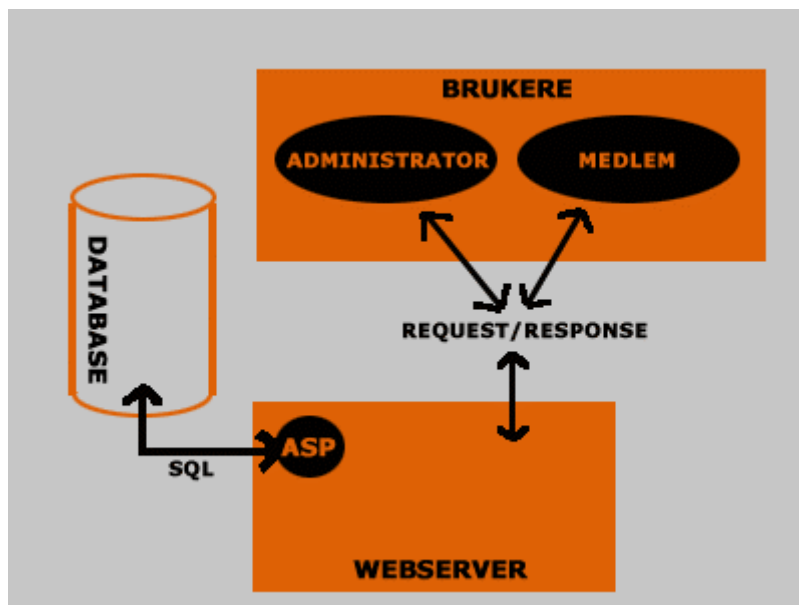 BRUKERE
ADMINISTRATOR
MEDLEM
DATABASE
REQUEST/RESPONSE
ASP
SQL
WEBSERVER